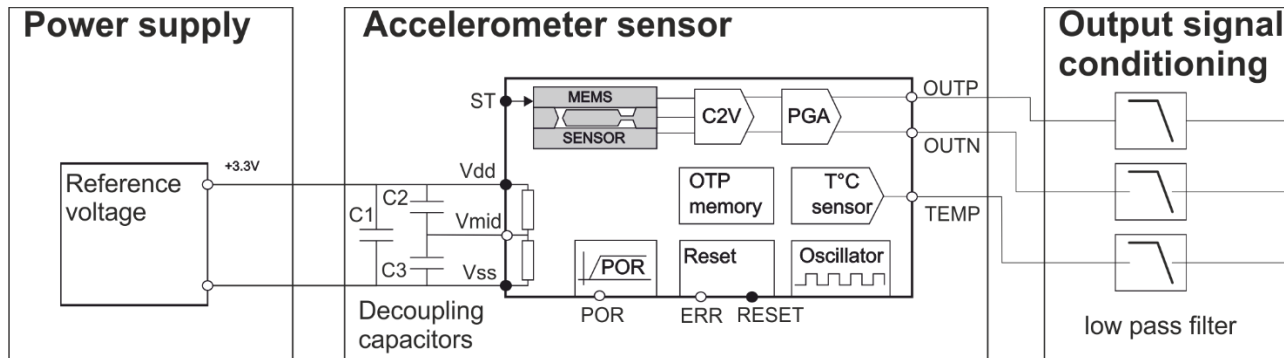 Power supply
Reference
voltage
+3.3V
Accelerometer sensor
ST
Vdd
C2
C1
Vmid
C3
Vss
Decoupling
capacitors
MEMS
SENSOR
C2V
PGA
OTP
memory
T°C
sensor
POR
Reset
Oscillator
POR
ERR
RESET
OUTP
OUTN
TEMP
Output signal
conditioning
low pass filter